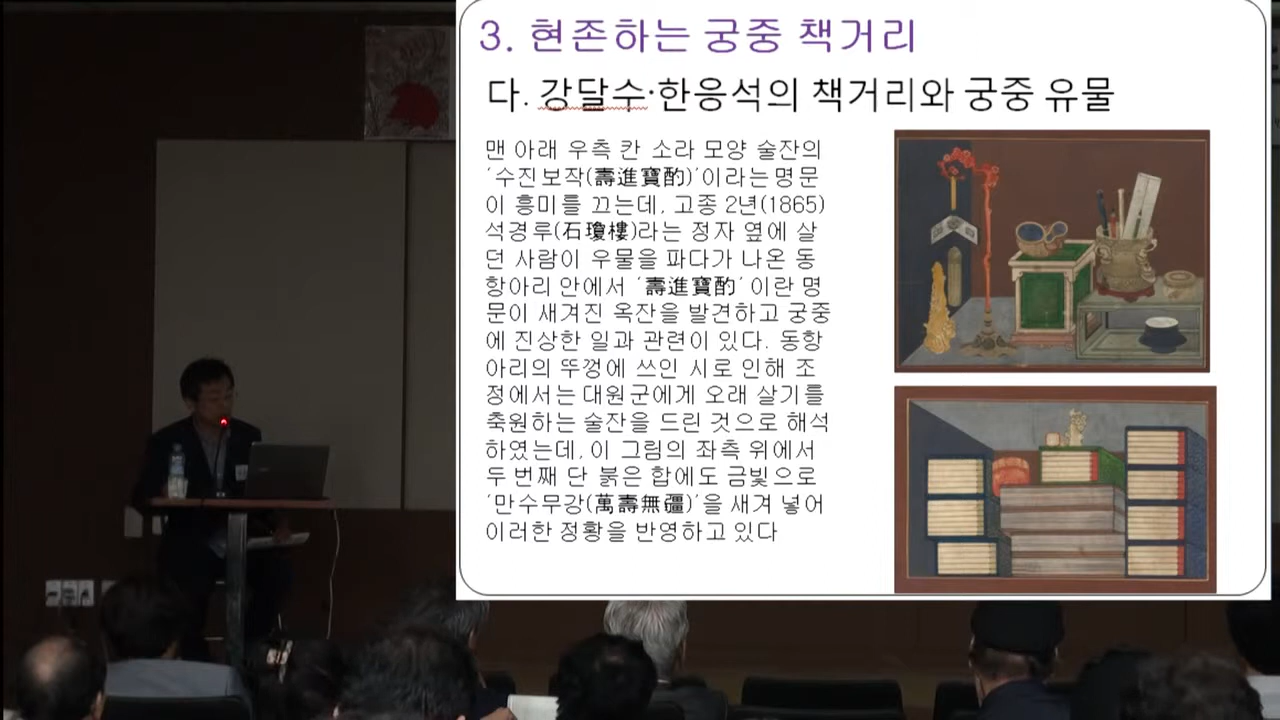 3. 현존하는 궁중 책거리
다. 강달수·한응석의 책거리와 궁중 유물
맨 아래 우측 칸 소라 모양 술잔의
'수진보작(壽進寶酌)'이라는 명문
이 흥미를 끄는데, 고종 2년(1865)
석경루(石瓊樓)라는 정자 옆에 살
던 사람이 우물을 파다가 나온 동
항아리 안에서 '壽進寶酌' 이란 명
문이 새겨진 옥잔을 발견하고 궁중
에 진상한 일과 관련이 있다. 동항
아리의 뚜껑에 쓰인 시로 인해 조
정에서는 대원군에게 오래 살기를
축원하는 술잔을 드린 것으로 해석
하였는데, 이 그림의 좌측 위에서
두 번째 단 붉은 합에도 금빛으로
'만수무강(萬壽無疆)'을 새겨 넣어
이러한 정황을 반영하고 있다